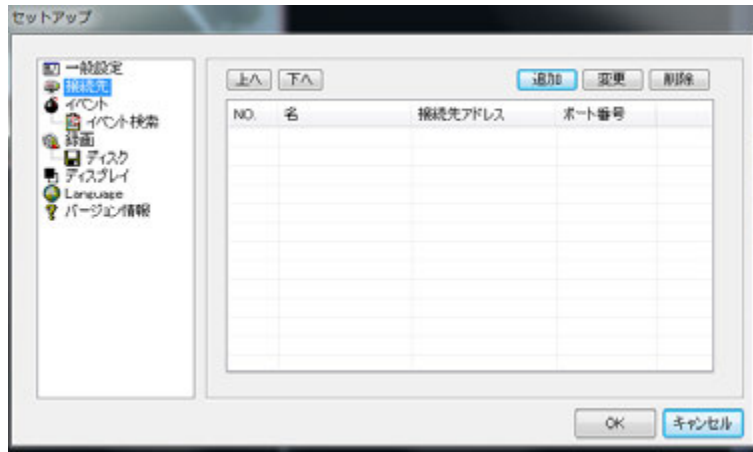 セットアップ
一般設定
接続先
イベント
イベント検索
録画
ディスク
ディスプレイ
Language
バージョン情報
上へ 下へ 追加 変更 削除
NO. 名 接続先アドレス ポート番号
OK キャンセル